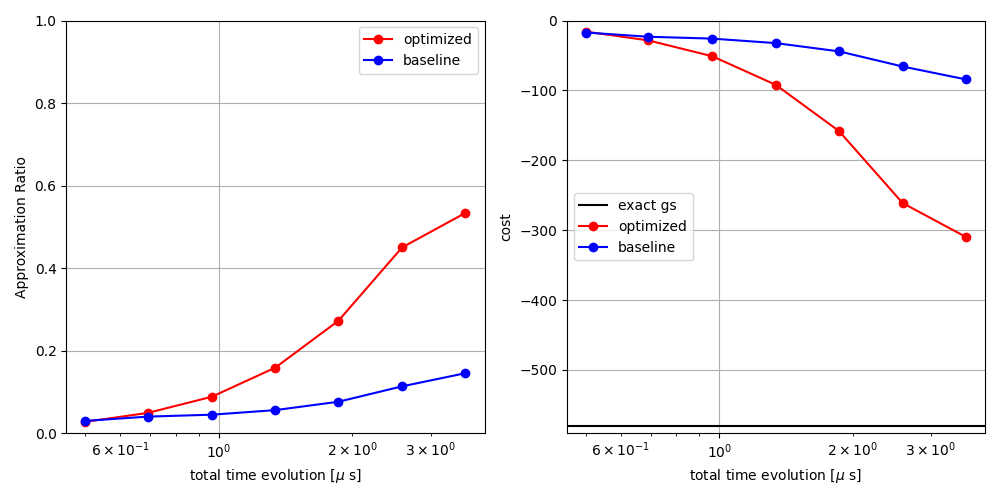 1.0
0.8
0.6
0.4
0.2
0.0
Approximation Ratio
optimized
baseline
6 × 10⁻¹
10⁰
2 × 10⁰
3 × 10⁰
total time evolution [μ s]
0
−100
−200
−300
−400
−500
cost
exact gs
optimized
baseline
6 × 10⁻¹
10⁰
2 × 10⁰
3 × 10⁰
total time evolution [μ s]